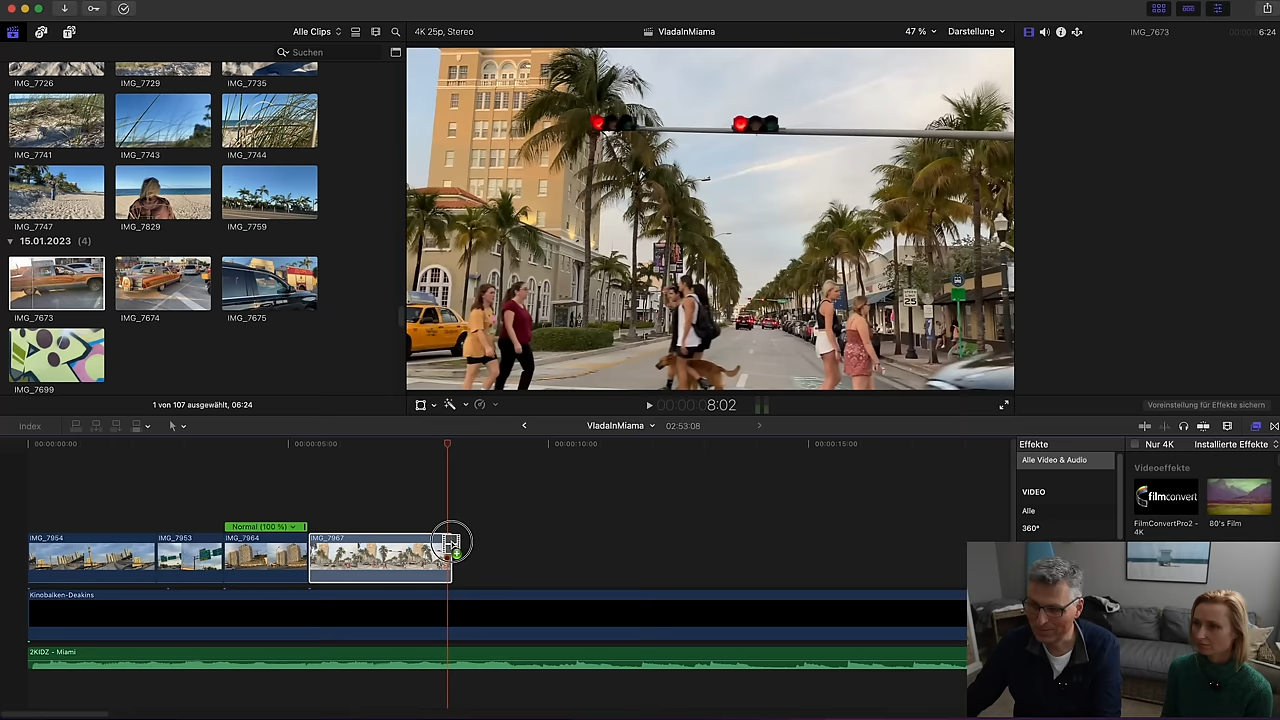 All Clips
4K 25p, Stereo
VladaInMiama
47 %
Darstellung
IMG_7673
6:24
Suchen
IMG_7726
IMG_7729
IMG_7735
IMG_7741
IMG_7743
IMG_7744
IMG_7747
IMG_7829
IMG_7759
15.01.2023 (4)
IMG_7673
IMG_7674
IMG_7675
IMG_7699
1 von 107 ausgewählt, 06:24
00:00:00:08:02
Voreinstellung für Effekte sichern
Index
VladaInMiama
02:53:08
00:00:00:00
00:00:05:00
00:00:10:00
00:00:15:00
Effekte
Nur 4K
Installierte Effekte
Alle Video & Audio
VIDEO
Alle
360°
Videoeffekte
filmconvert
FilmConvertPro2 - 4K
80's Film
Normal (100 %)
IMG_7954
IMG_7953
IMG_7964
IMG_7967
Kinobalken-Deakins
2KIDZ - Miami